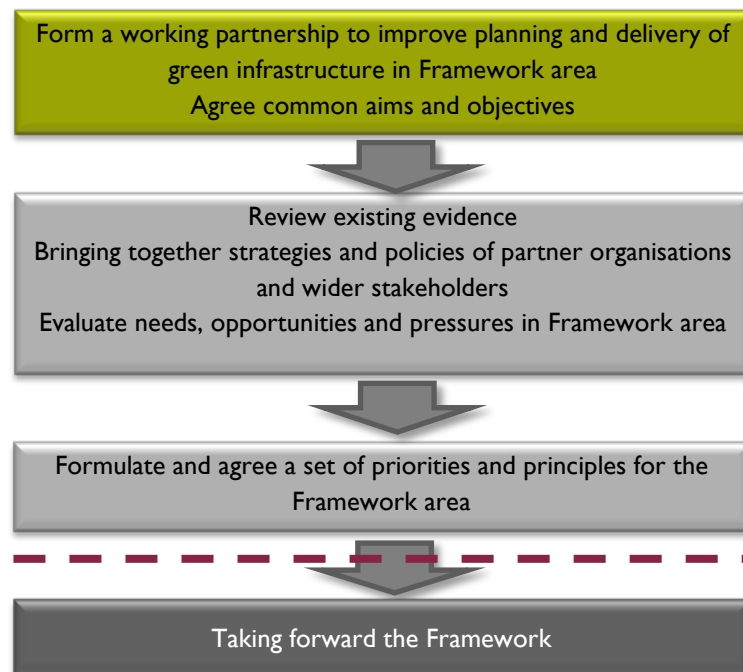 Form a working partnership to improve planning and delivery of
green infrastructure in Framework area
Agree common aims and objectives
Review existing evidence
Bringing together strategies and policies of partner organisations
and wider stakeholders
Evaluate needs, opportunities and pressures in Framework area
Formulate and agree a set of priorities and principles for the
Framework area
Taking forward the Framework